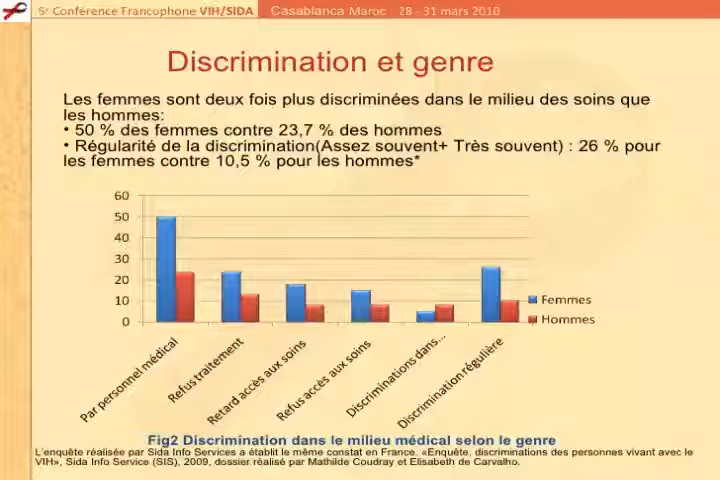 5e Conférence Francophone VIH/SIDA Casablanca Maroc 28 - 31 mars 2010
Discrimination et genre
Les femmes sont deux fois plus discriminées dans le milieu des soins que
les hommes:
• 50 % des femmes contre 23,7 % des hommes
• Régularité de la discrimination(Assez souvent+ Très souvent) : 26 % pour
les femmes contre 10,5 % pour les hommes*
60
50
40
30
20
10
0
Femmes
Hommes
Par personnel médical
Refus traitement
Retard accès aux soins
Refus accès aux soins
Discriminations dans...
Discrimination régulière
Fig2 Discrimination dans le milieu médical selon le genre
L'enquête réalisée par Sida Info Services a établit le même constat en France. «Enquête, discriminations des personnes vivant avec le
VIH», Sida Info Service (SIS), 2009, dossier réalisé par Mathilde Coudray et Elisabeth de Carvalho.